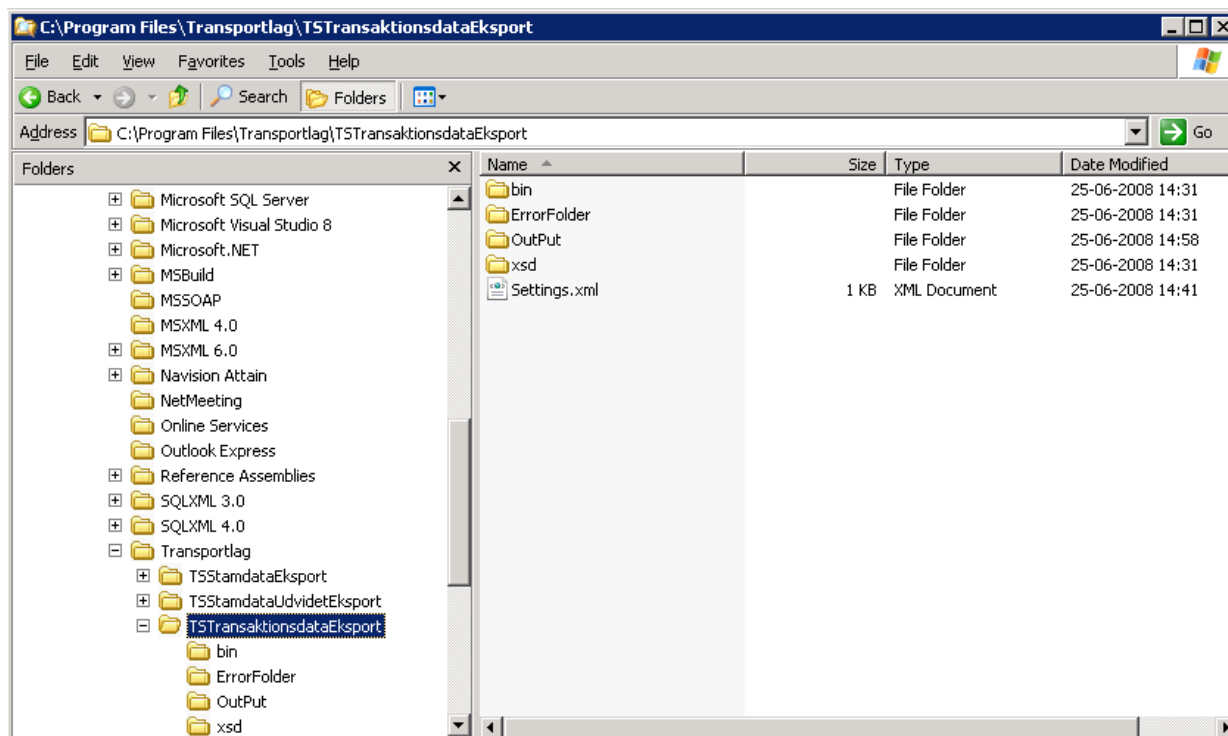 C:\Program Files\Transportlag\TSTransaktionsdataEksport
File Edit View Favorites Tools Help
Back Search Folders
Address C:\Program Files\Transportlag\TSTransaktionsdataEksport Go
Folders
Microsoft SQL Server
Microsoft Visual Studio 8
Microsoft.NET
MSBuild
MSSOAP
MSXML 4.0
MSXML 6.0
Navision Attain
NetMeeting
Online Services
Outlook Express
Reference Assemblies
SQLXML 3.0
SQLXML 4.0
Transportlag
TSStamdataEksport
TSStamdataUdvidetEksport
TSTransaktionsdataEksport
bin
ErrorFolder
OutPut
xsd
Name Size Type Date Modified
bin File Folder 25-06-2008 14:31
ErrorFolder File Folder 25-06-2008 14:31
OutPut File Folder 25-06-2008 14:58
xsd File Folder 25-06-2008 14:31
Settings.xml 1 KB XML Document 25-06-2008 14:41